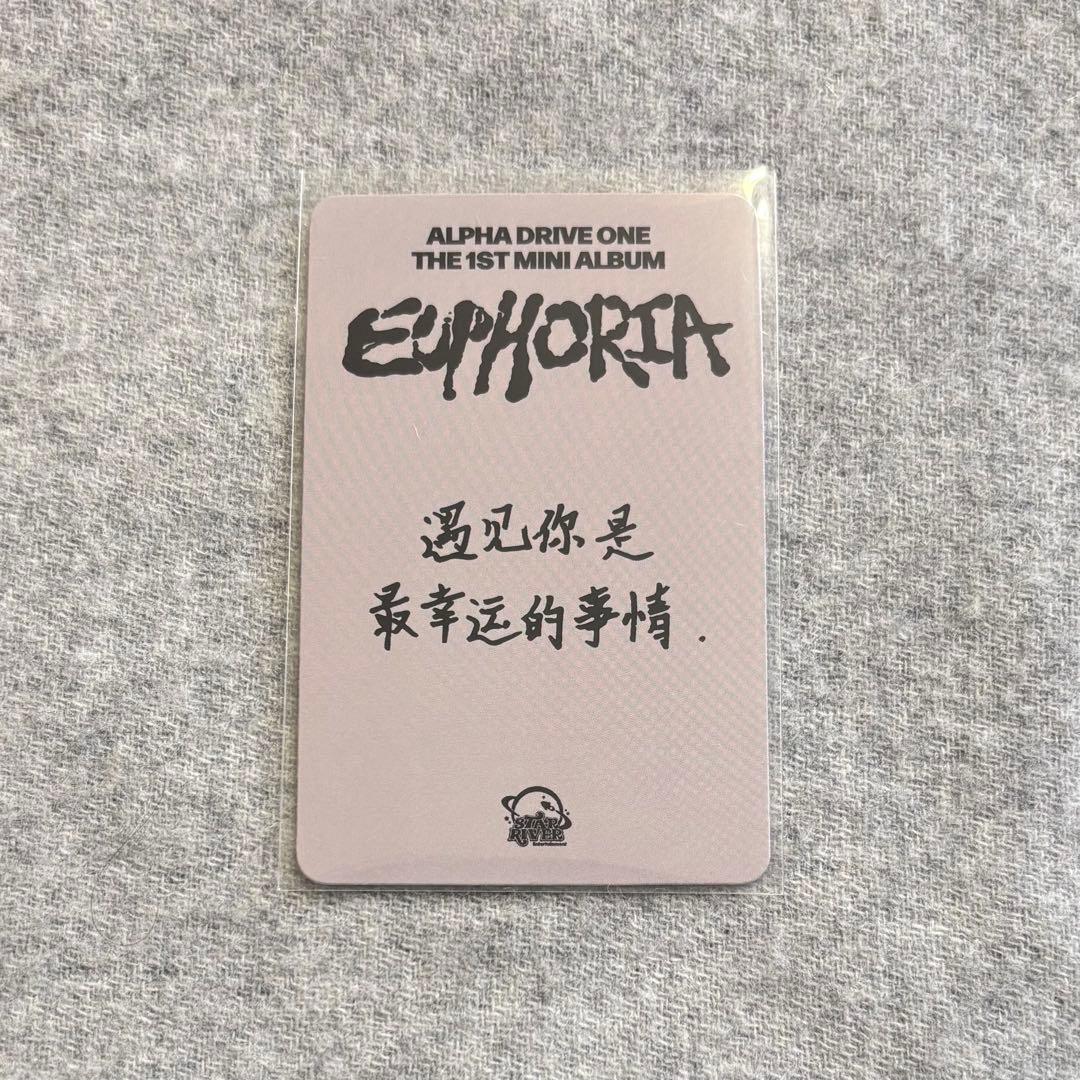 ALPHA DRIVE ONE
THE 1ST MINI ALBUM
EUPHORIA
遇见你是
最幸运的事情.
STAR
RIVER
Entertainment